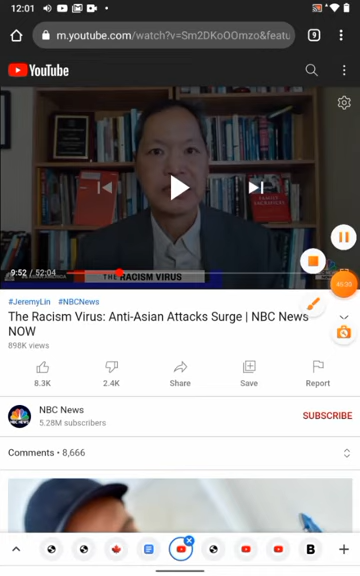 12:01
m.youtube.com/watch?v=Sm2DKoOOmzo&featu
9
YouTube
9:52 / 52:04
THE RACISM VIRUS
#JeremyLin #NBCNews
The Racism Virus: Anti-Asian Attacks Surge | NBC News
NOW
898K views
8.3K 2.4K Share Save Report
NBC News
5.28M subscribers
SUBSCRIBE
Comments • 8,666
B